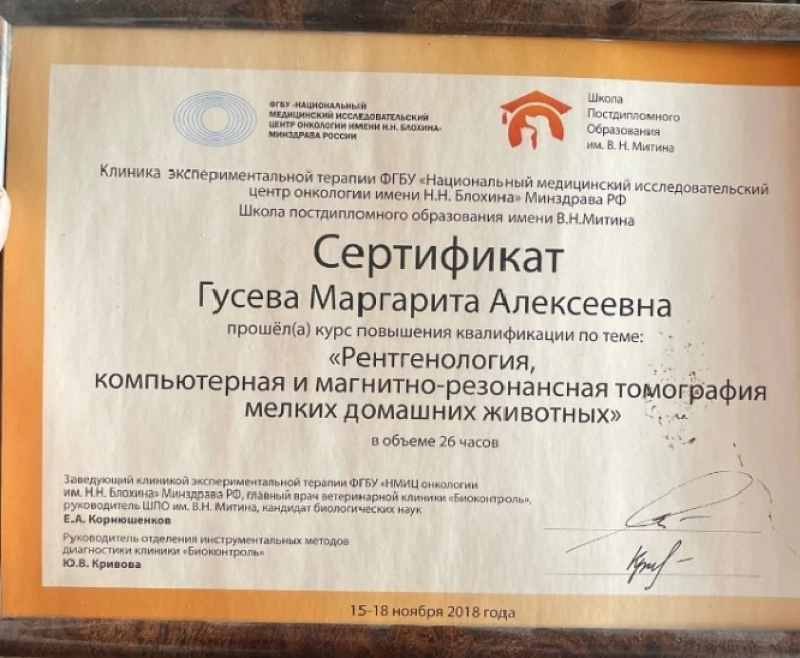 ФГБУ «НАЦИОНАЛЬНЫЙ
МЕДИЦИНСКИЙ ИССЛЕДОВАТЕЛЬСКИЙ
ЦЕНТР ОНКОЛОГИИ ИМЕНИ Н.Н. БЛОХИНА»
МИНЗДРАВА РОССИИ
Школа
Постдипломного
Образования
им. В. Н. Митина
Клиника экспериментальной терапии ФГБУ «Национальный медицинский исследовательский
центр онкологии имени Н.Н. Блохина» Минздрава РФ
Школа постдипломного образования имени В.Н.Митина
Сертификат
Гусева Маргарита Алексеевна
прошёл(а) курс повышения квалификации по теме:
«Рентгенология,
компьютерная и магнитно-резонансная томография
мелких домашних животных»
в объеме 26 часов
Заведующий клиникой экспериментальной терапии ФГБУ «НМИЦ онкологии
им. Н.Н. Блохина» Минздрава РФ, главный врач ветеринарной клиники «Биоконтроль»,
руководитель ШПО им. В.Н. Митина, кандидат биологических наук
Е.А. Корнюшенков
Руководитель отделения инструментальных методов
диагностики клиники «Биоконтроль»
Ю.В. Кривова
15-18 ноября 2018 года